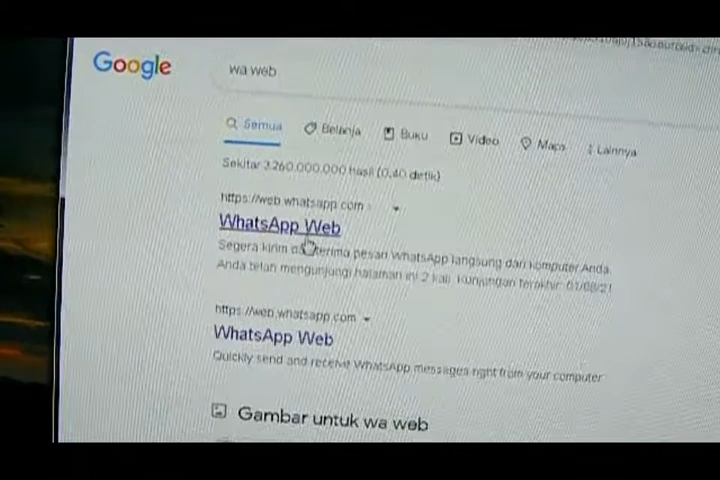 Google
wa web
Semua Belanja Buku Video Maps Lainnya
Sekitar 3.260.000.000 hasil (0,40 detik)
https://web.whatsapp.com
WhatsApp Web
Segera kirim dan terima pesan WhatsApp langsung dari komputer Anda.
Anda telah mengunjungi halaman ini 2 kali. Kunjungan terakhir: 01/08/21
https://web.whatsapp.com
WhatsApp Web
Quickly send and receive WhatsApp messages right from your computer
Gambar untuk wa web